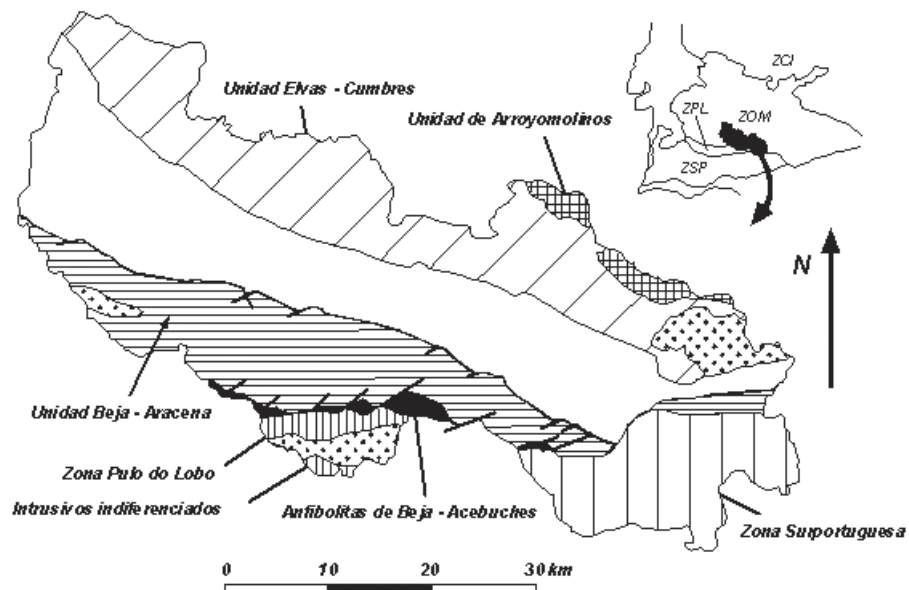 Unidad Elvas - Cumbres
Unidad de Arroyomolinos
ZCI
ZPL
ZOM
ZSP
N
Unidad Beja - Aracena
Zona Pulo do Lobo
Intrusivos indiferenciados
Anfibolitas de Beja - Acebuches
Zona Surportuguesa
0 10 20 30 km